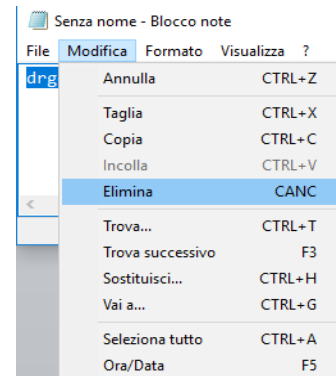 Senza nome - Blocco note
File Modifica Formato Visualizza ?
drg
Annulla CTRL+Z
Taglia CTRL+X
Copia CTRL+C
Incolla CTRL+V
Elimina CANC
Trova... CTRL+T
Trova successivo F3
Sostituisci... CTRL+H
Vai a... CTRL+G
Seleziona tutto CTRL+A
Ora/Data F5